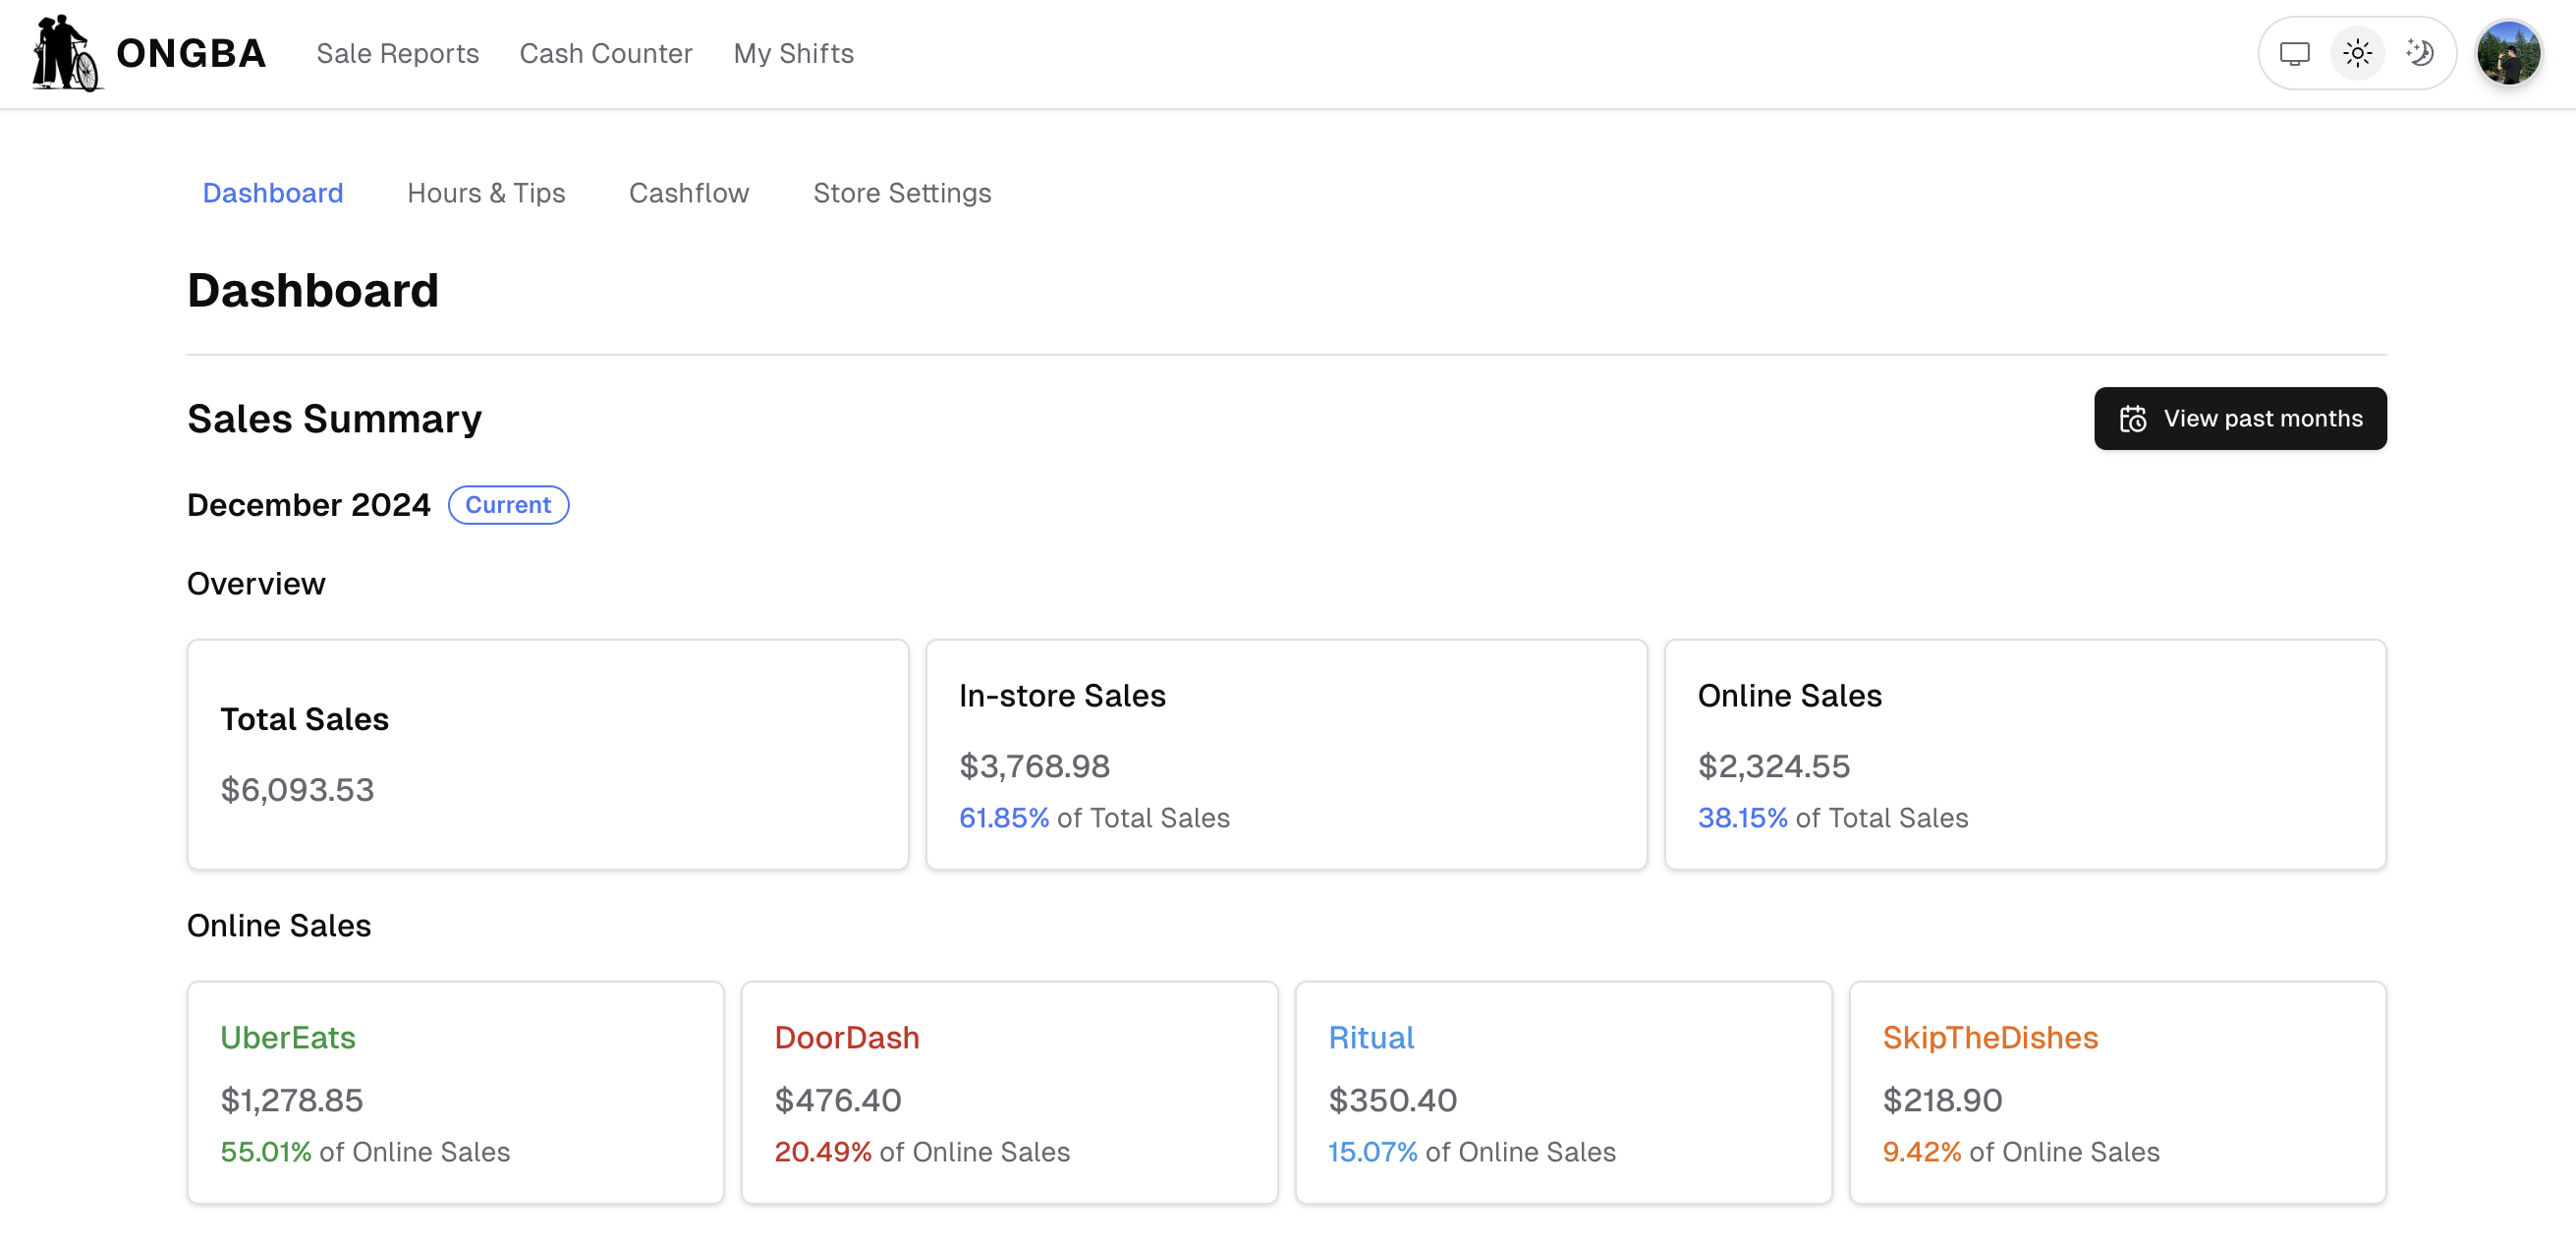 ONGBA Sale Reports Cash Counter My Shifts
Dashboard Hours & Tips Cashflow Store Settings
Dashboard
Sales Summary View past months
December 2024 Current
Overview
Total Sales
$6,093.53
In-store Sales
$3,768.98
61.85% of Total Sales
Online Sales
$2,324.55
38.15% of Total Sales
Online Sales
UberEats
$1,278.85
55.01% of Online Sales
DoorDash
$476.40
20.49% of Online Sales
Ritual
$350.40
15.07% of Online Sales
SkipTheDishes
$218.90
9.42% of Online Sales